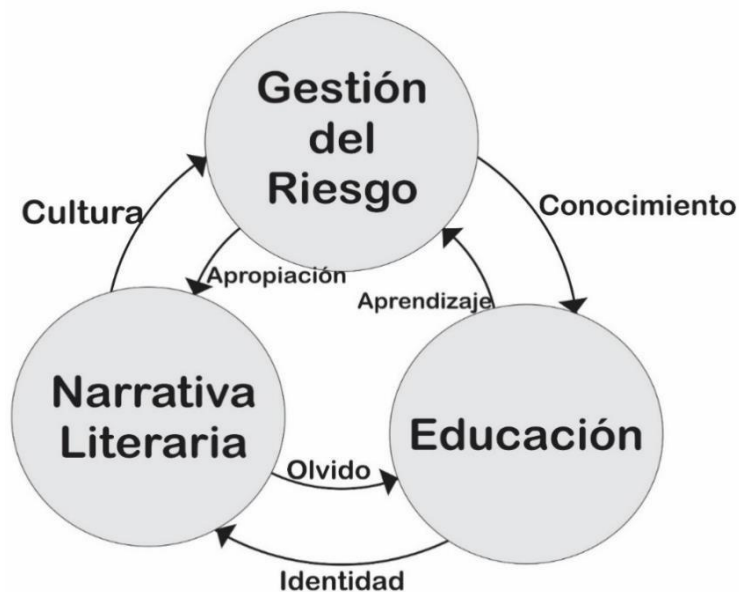 Gestión
del
Riesgo
Cultura
Conocimiento
Apropiación
Aprendizaje
Narrativa
Literaria
Educación
Olvido
Identidad